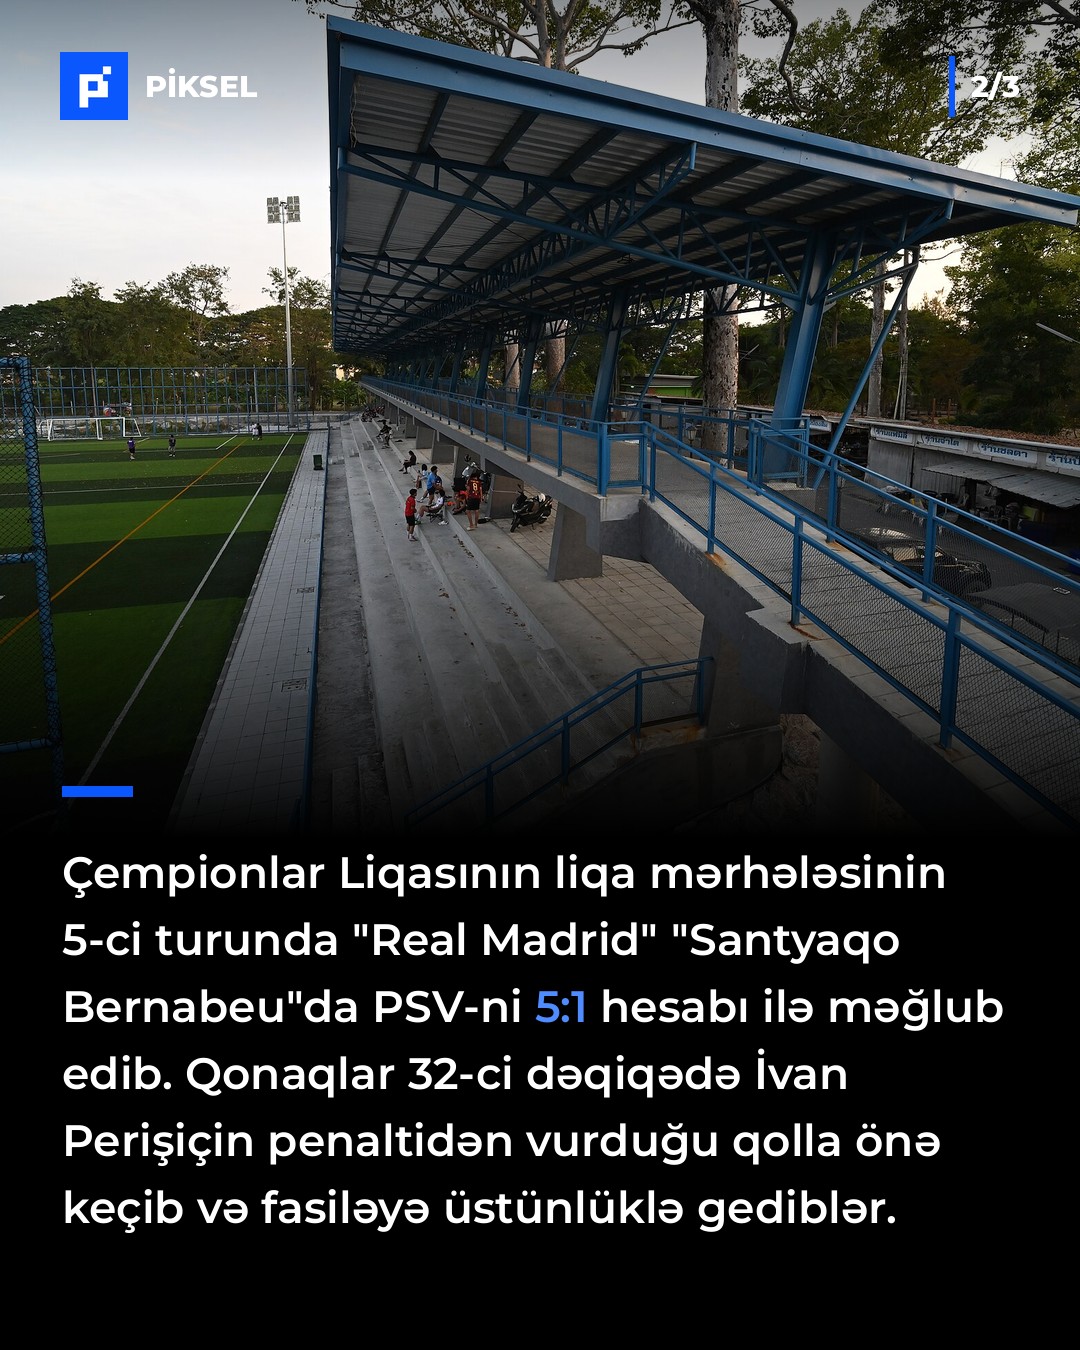 PİKSEL
2/3
Çempionlar Liqasının liqa mərhələsinin
5-ci turunda "Real Madrid" "Santyaqo
Bernabeu"da PSV-ni 5:1 hesabı ilə məğlub
edib. Qonaqlar 32-ci dəqiqədə İvan
Perişiçin penaltidən vurduğu qolla önə
keçib və fasiləyə üstünlüklə gediblər.